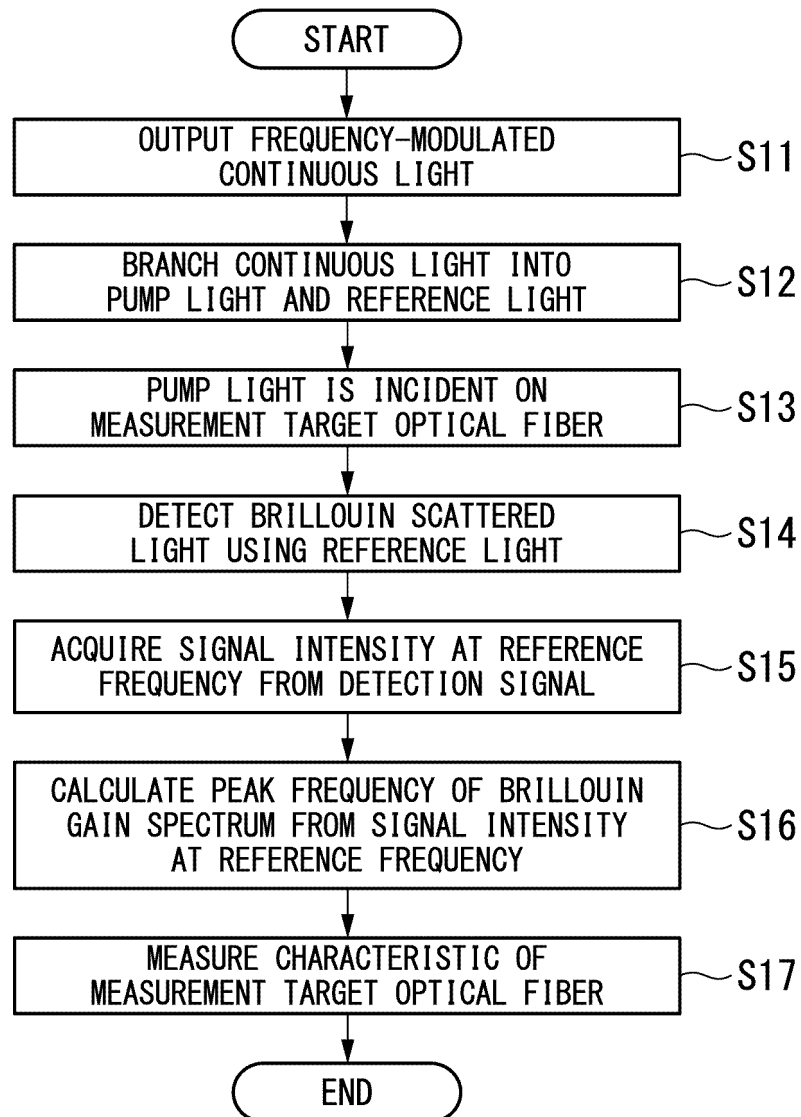 START
OUTPUT FREQUENCY-MODULATED
CONTINUOUS LIGHT
S11
BRANCH CONTINUOUS LIGHT INTO
PUMP LIGHT AND REFERENCE LIGHT
S12
PUMP LIGHT IS INCIDENT ON
MEASUREMENT TARGET OPTICAL FIBER
S13
DETECT BRILLOUIN SCATTERED
LIGHT USING REFERENCE LIGHT
S14
ACQUIRE SIGNAL INTENSITY AT REFERENCE
FREQUENCY FROM DETECTION SIGNAL
S15
CALCULATE PEAK FREQUENCY OF BRILLOUIN
GAIN SPECTRUM FROM SIGNAL INTENSITY
AT REFERENCE FREQUENCY
S16
MEASURE CHARACTERISTIC OF
MEASUREMENT TARGET OPTICAL FIBER
S17
END